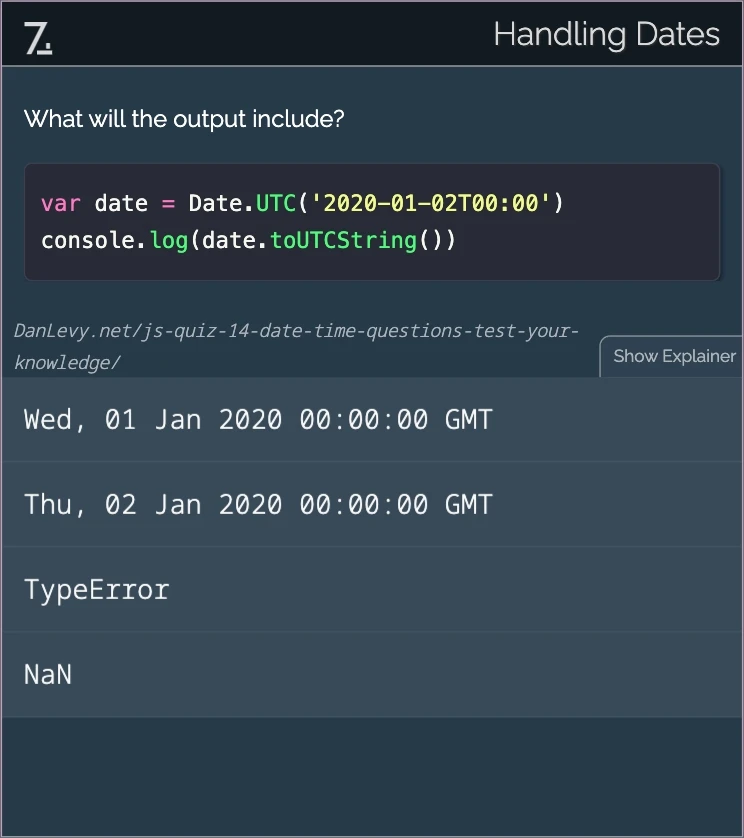 7.
Handling Dates
What will the output include?
var date = Date.UTC('2020-01-02T00:00')
console.log(date.toUTCString())
DanLevy.net/js-quiz-14-date-time-questions-test-your-
knowledge/
Show Explainer
Wed, 01 Jan 2020 00:00:00 GMT
Thu, 02 Jan 2020 00:00:00 GMT
TypeError
NaN